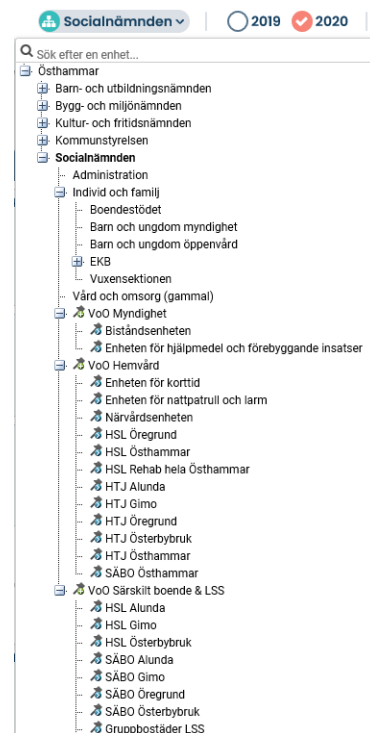 Socialnämnden
2019
2020
Sök efter en enhet...
Östhammar
Barn- och utbildningsnämnden
Bygg- och miljönämnden
Kultur- och fritidsnämnden
Kommunstyrelsen
Socialnämnden
Administration
Individ och familj
Boendestödet
Barn och ungdom myndighet
Barn och ungdom öppenvård
EKB
Vuxensektionen
Vård och omsorg (gammal)
VoO Myndighet
Biståndsenheten
Enheten för hjälpmedel och förebyggande insatser
VoO Hemvård
Enheten för korttid
Enheten för nattpatrull och larm
Närvårdsenheten
HSL Öregrund
HSL Östhammar
HSL Rehab hela Östhammar
HTJ Alunda
HTJ Gimo
HTJ Öregrund
HTJ Österbybruk
HTJ Östhammar
SÄBO Östhammar
VoO Särskilt boende & LSS
HSL Alunda
HSL Gimo
HSL Österbybruk
SÄBO Alunda
SÄBO Gimo
SÄBO Öregrund
SÄBO Österbybruk
Gruppbostäder LSS